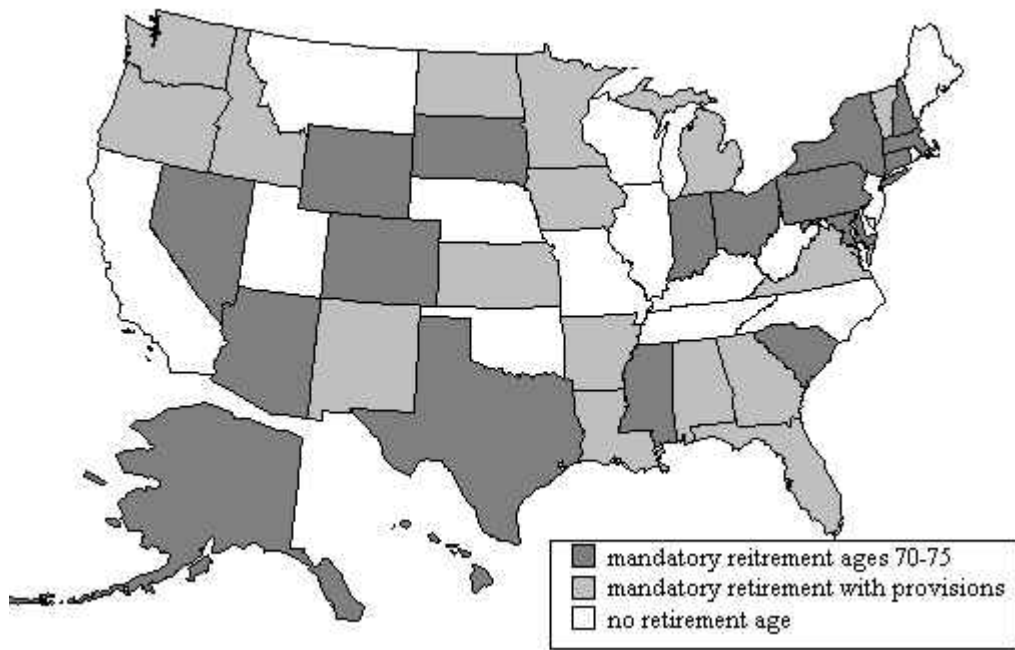 mandatory reitrement ages 70-75
mandatory retirement with provisions
no retirement age